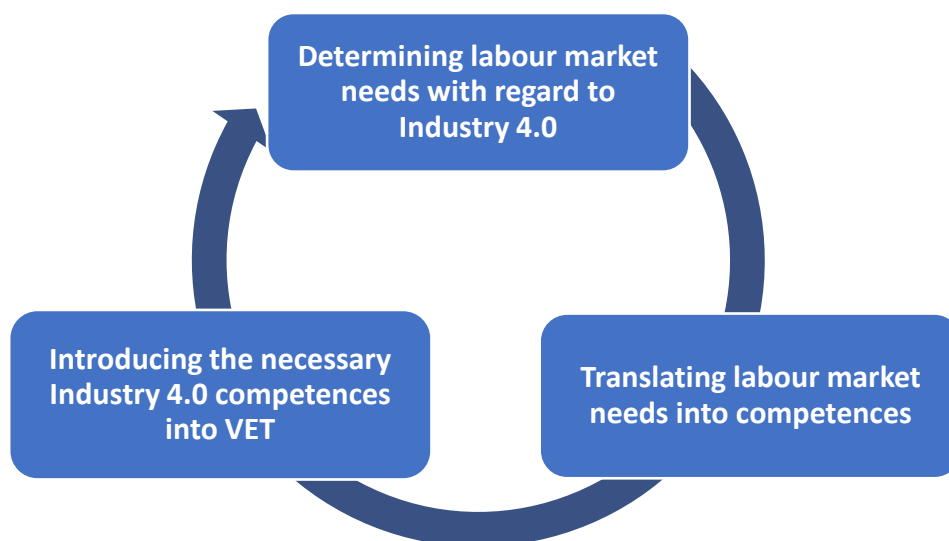 Determining labour market
needs with regard to
Industry 4.0
Introducing the necessary
Industry 4.0 competences
into VET
Translating labour market
needs into competences